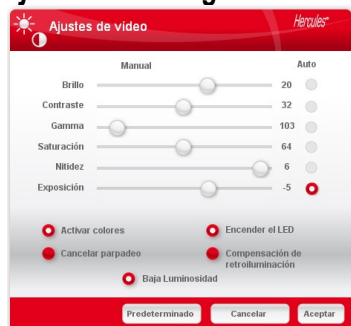 Ajustes de vídeo
Hercules®
Manual Auto
Brillo 20
Contraste 32
Gamma 103
Saturación 64
Nitidez 6
Exposición -5
Activar colores Encender el LED
Cancelar parpadeo Compensación de
retroiluminación
Baja Luminosidad
Predeterminado Cancelar Aceptar